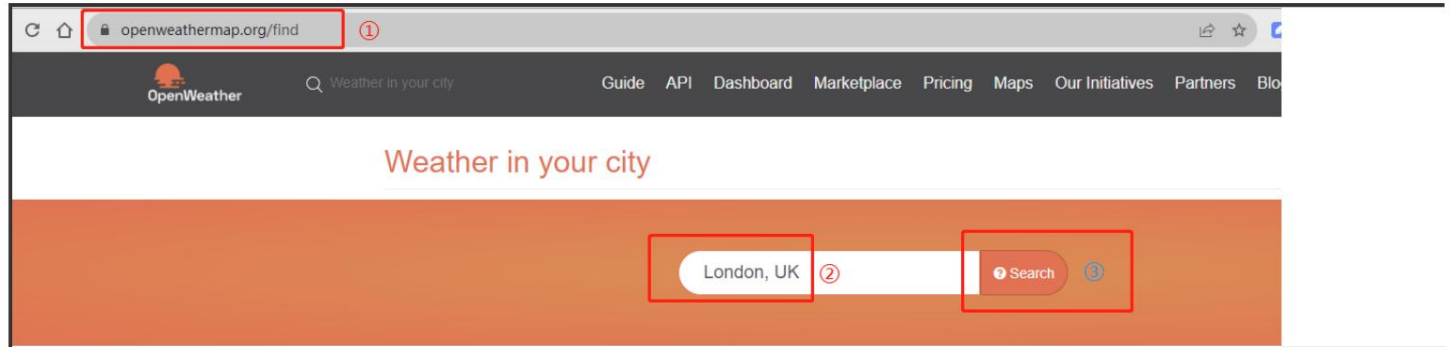 openweathermap.org/find ①
OpenWeather Weather in your city Guide API Dashboard Marketplace Pricing Maps Our Initiatives Partners Blo
Weather in your city
London, UK ② Search ③